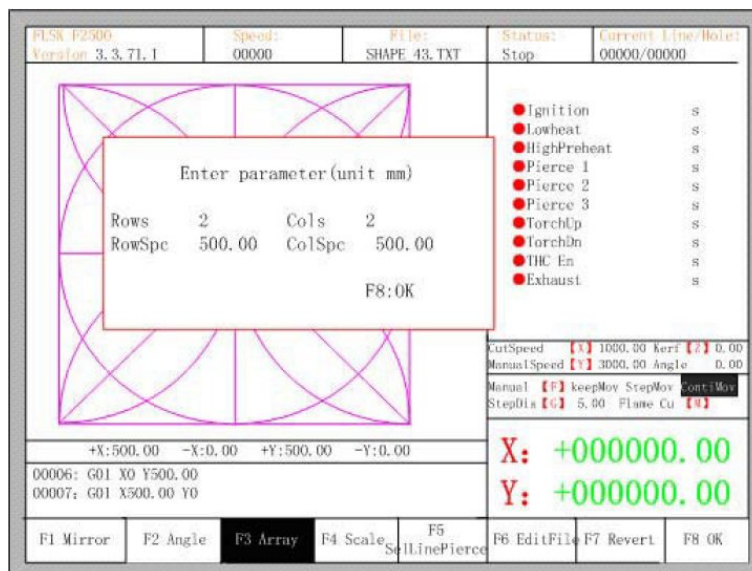 FLSK F2500
Version 3.3.71.1
Speed:
00000
File:
SHAPE 43.TXT
Status:
Stop
Current Line/Hole:
00000/00000
Ignition s
Lowheat s
HighPreheat s
Pierce 1 s
Pierce 2 s
Pierce 3 s
TorchUp s
TorchDn s
THC En s
Exhaust s
Enter parameter(unit mm)
Rows 2 Cols 2
RowSpc 500.00 ColSpc 500.00
F8:OK
CutSpeed 【X】 1000.00 Kerf 【Z】 0.00
ManualSpeed 【Y】 3000.00 Angle 0.00
Manual 【F】 keepMov StepMov ContiMov
StepDis 【G】 5.00 Flame Cu 【M】
+X:500.00 -X:0.00 +Y:500.00 -Y:0.00
00006: G01 X0 Y500.00
00007: G01 X500.00 Y0
X: +000000.00
Y: +000000.00
F1 Mirror
F2 Angle
F3 Array
F4 Scale
F5
SelLinePierce
F6 EditFile
F7 Revert
F8 OK